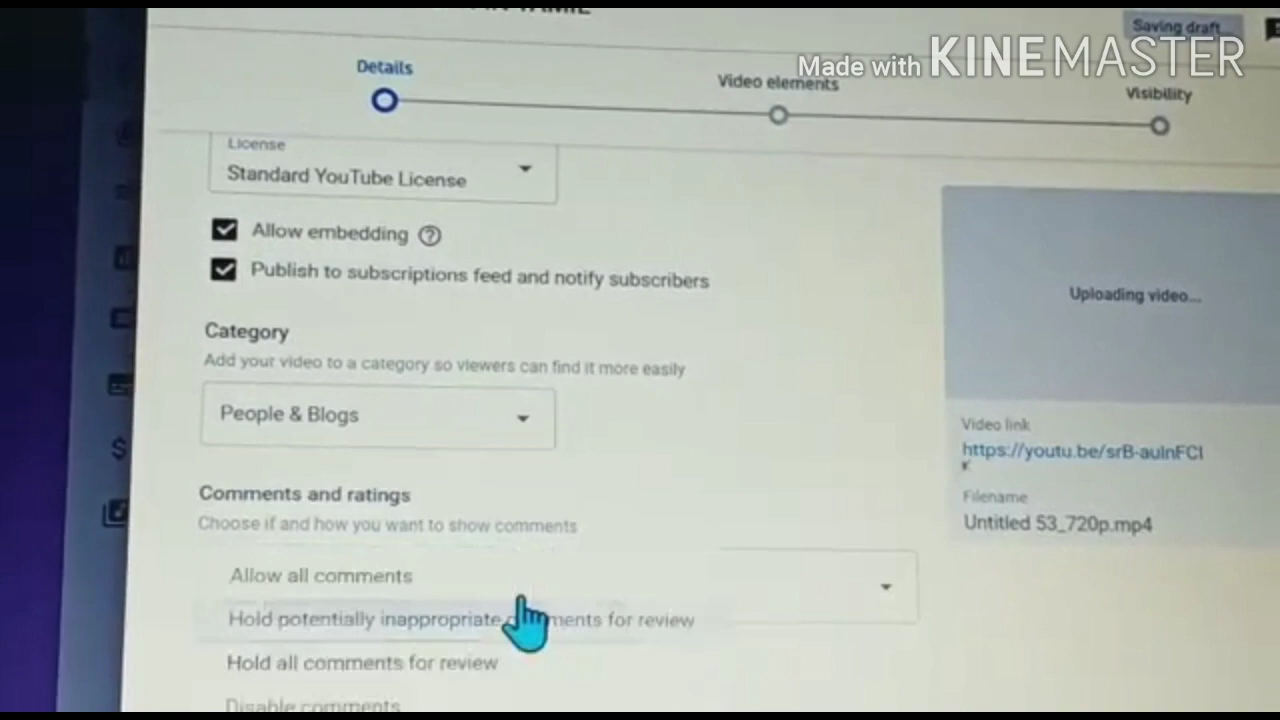 Saving draft...
Made with KINEMASTER
Details
Video elements
Visibility
License
Standard YouTube License
Allow embedding
Publish to subscriptions feed and notify subscribers
Uploading video...
Category
Add your video to a category so viewers can find it more easily
People & Blogs
Video link
https://youtu.be/srB-auInFCI
Comments and ratings
Filename
Choose if and how you want to show comments
Untitled 53_720p.mp4
Allow all comments
Hold potentially inappropriate comments for review
Hold all comments for review
Disable comments